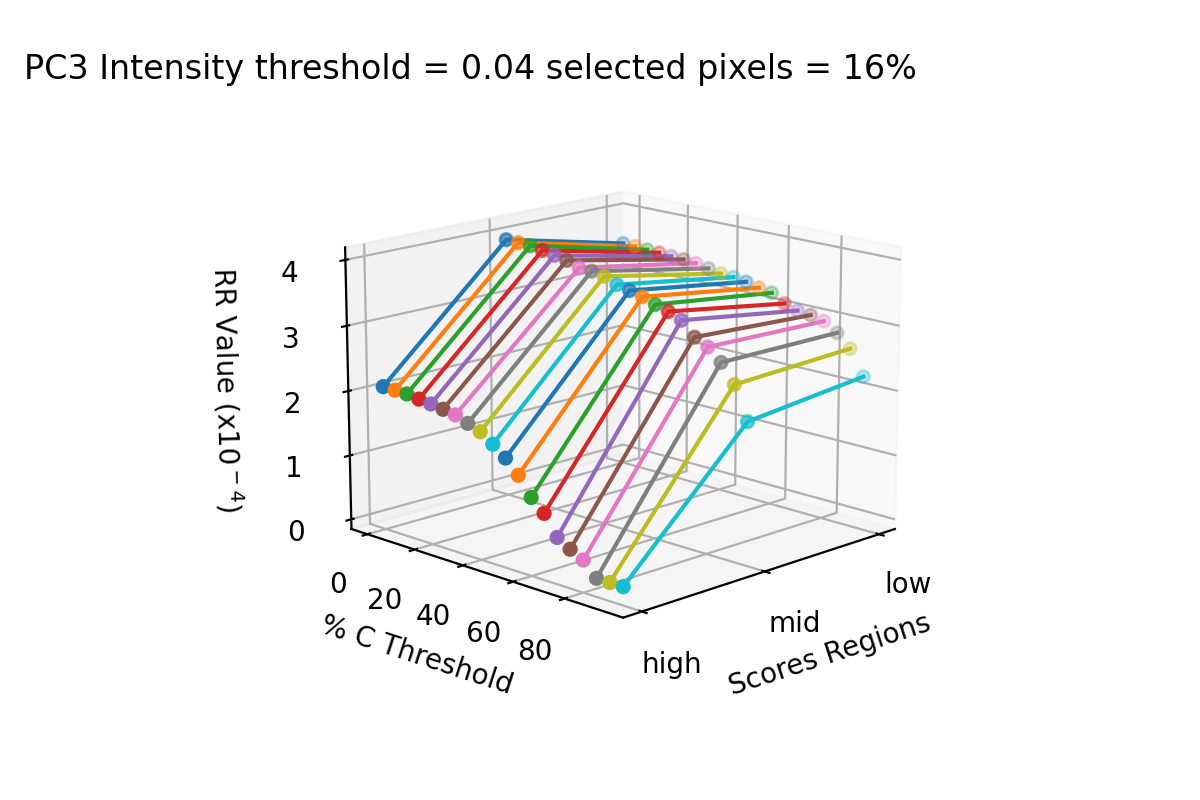 PC3 Intensity threshold = 0.04 selected pixels = 16%
RR Value (x10⁻⁴)
4
3
2
1
0
0
20
40
60
80
% C Threshold
high
mid
low
Scores Regions